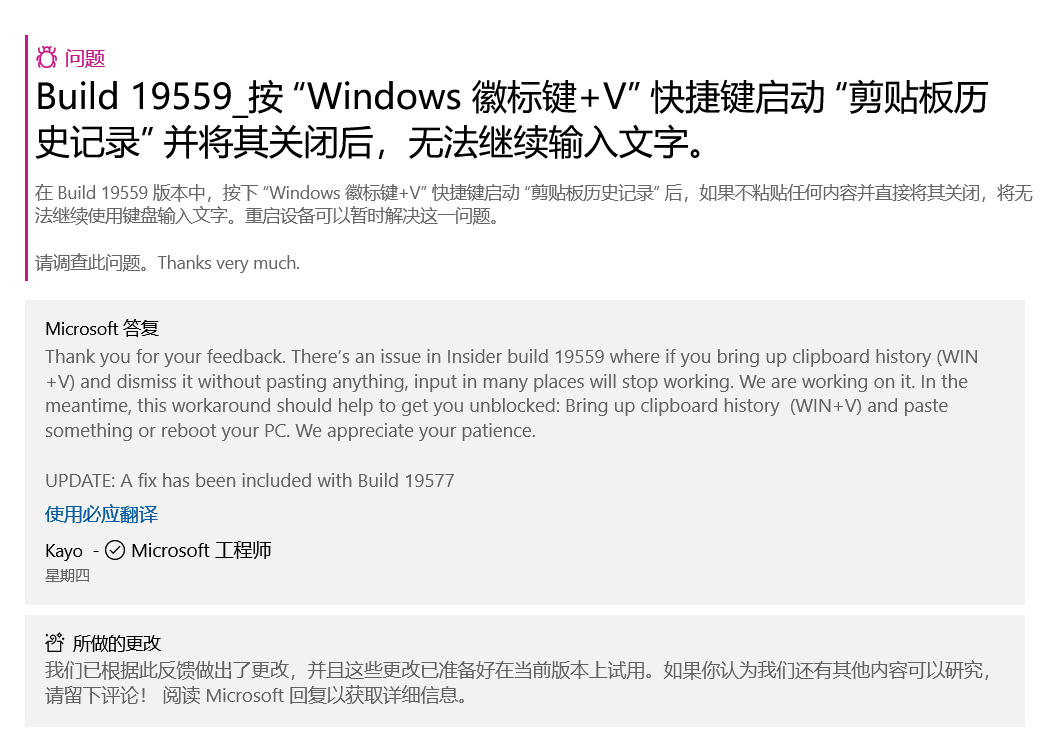 问题
Build 19559_按 “Windows 徽标键+V” 快捷键启动 “剪贴板历
史记录” 并将其关闭后，无法继续输入文字。
在 Build 19559 版本中，按下 “Windows 徽标键+V” 快捷键启动 “剪贴板历史记录” 后，如果不粘贴任何内容并直接将其关闭，将无
法继续使用键盘输入文字。重启设备可以暂时解决这一问题。
请调查此问题。Thanks very much.
Microsoft 答复
Thank you for your feedback. There’s an issue in Insider build 19559 where if you bring up clipboard history (WIN
+V) and dismiss it without pasting anything, input in many places will stop working. We are working on it. In the
meantime, this workaround should help to get you unblocked: Bring up clipboard history  (WIN+V) and paste
something or reboot your PC. We appreciate your patience.
UPDATE: A fix has been included with Build 19577
使用必应翻译
Kayo  - Microsoft 工程师
星期四
所做的更改
我们已根据此反馈做出了更改，并且这些更改已准备好在当前版本上试用。如果你认为我们还有其他内容可以研究，
请留下评论！ 阅读 Microsoft 回复以获取详细信息。